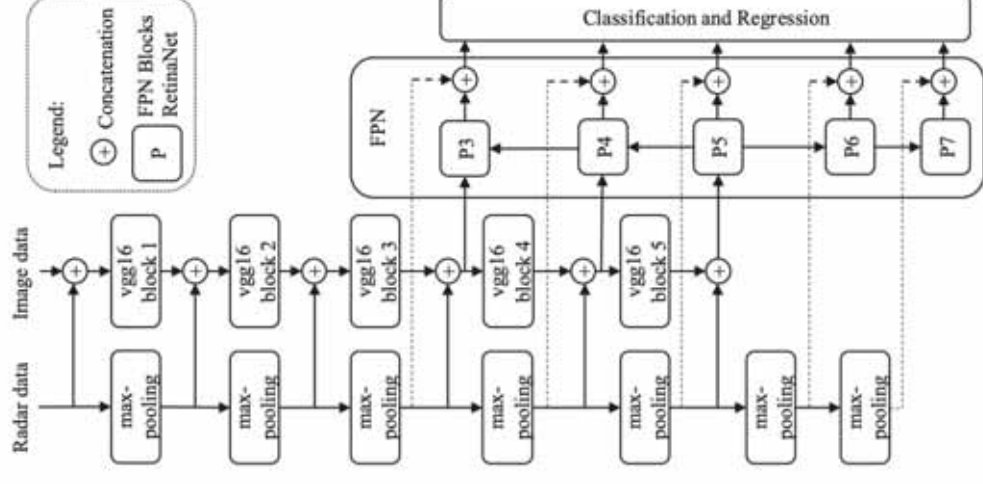 Classification and Regression
Legend:
+ Concatenation
P FPN Blocks
RetinaNet
FPN
P3
P4
P5
P6
P7
Image data
vgg16
block 1
vgg16
block 2
vgg16
block 3
vgg16
block 4
vgg16
block 5
Radar data
max-
pooling
max-
pooling
max-
pooling
max-
pooling
max-
pooling
max-
pooling
max-
pooling